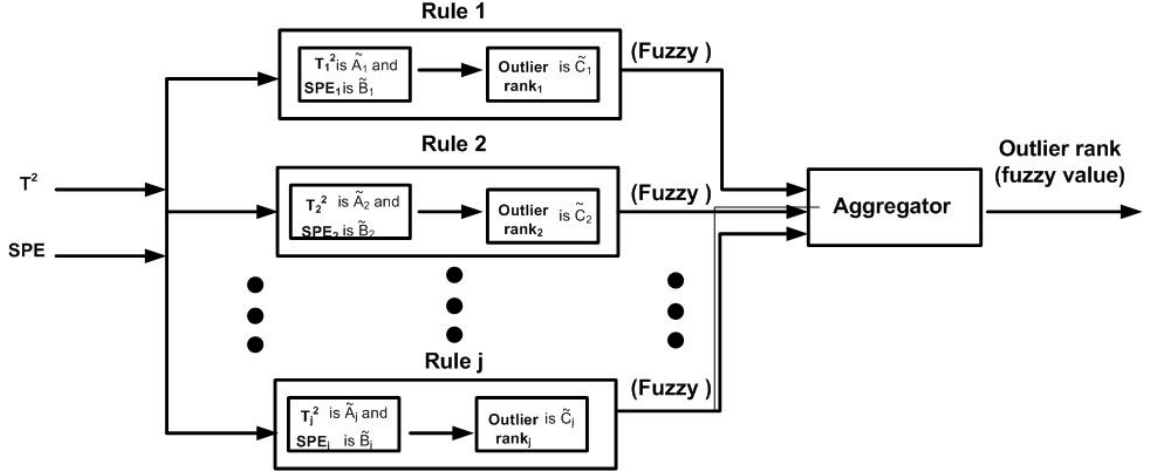 Rule 1
(Fuzzy )
T₁² is Ã₁ and
SPE₁ is B̃₁
Outlier is C̃₁
rank₁
Rule 2
(Fuzzy )
T₂² is Ã₂ and
SPE₂ is B̃₂
Outlier is C̃₂
rank₂
T²
SPE
Outlier rank
(fuzzy value)
Aggregator
Rule j
(Fuzzy )
Tⱼ² is Ãⱼ and
SPEⱼ is B̃ⱼ
Outlier is C̃ⱼ
rankⱼ